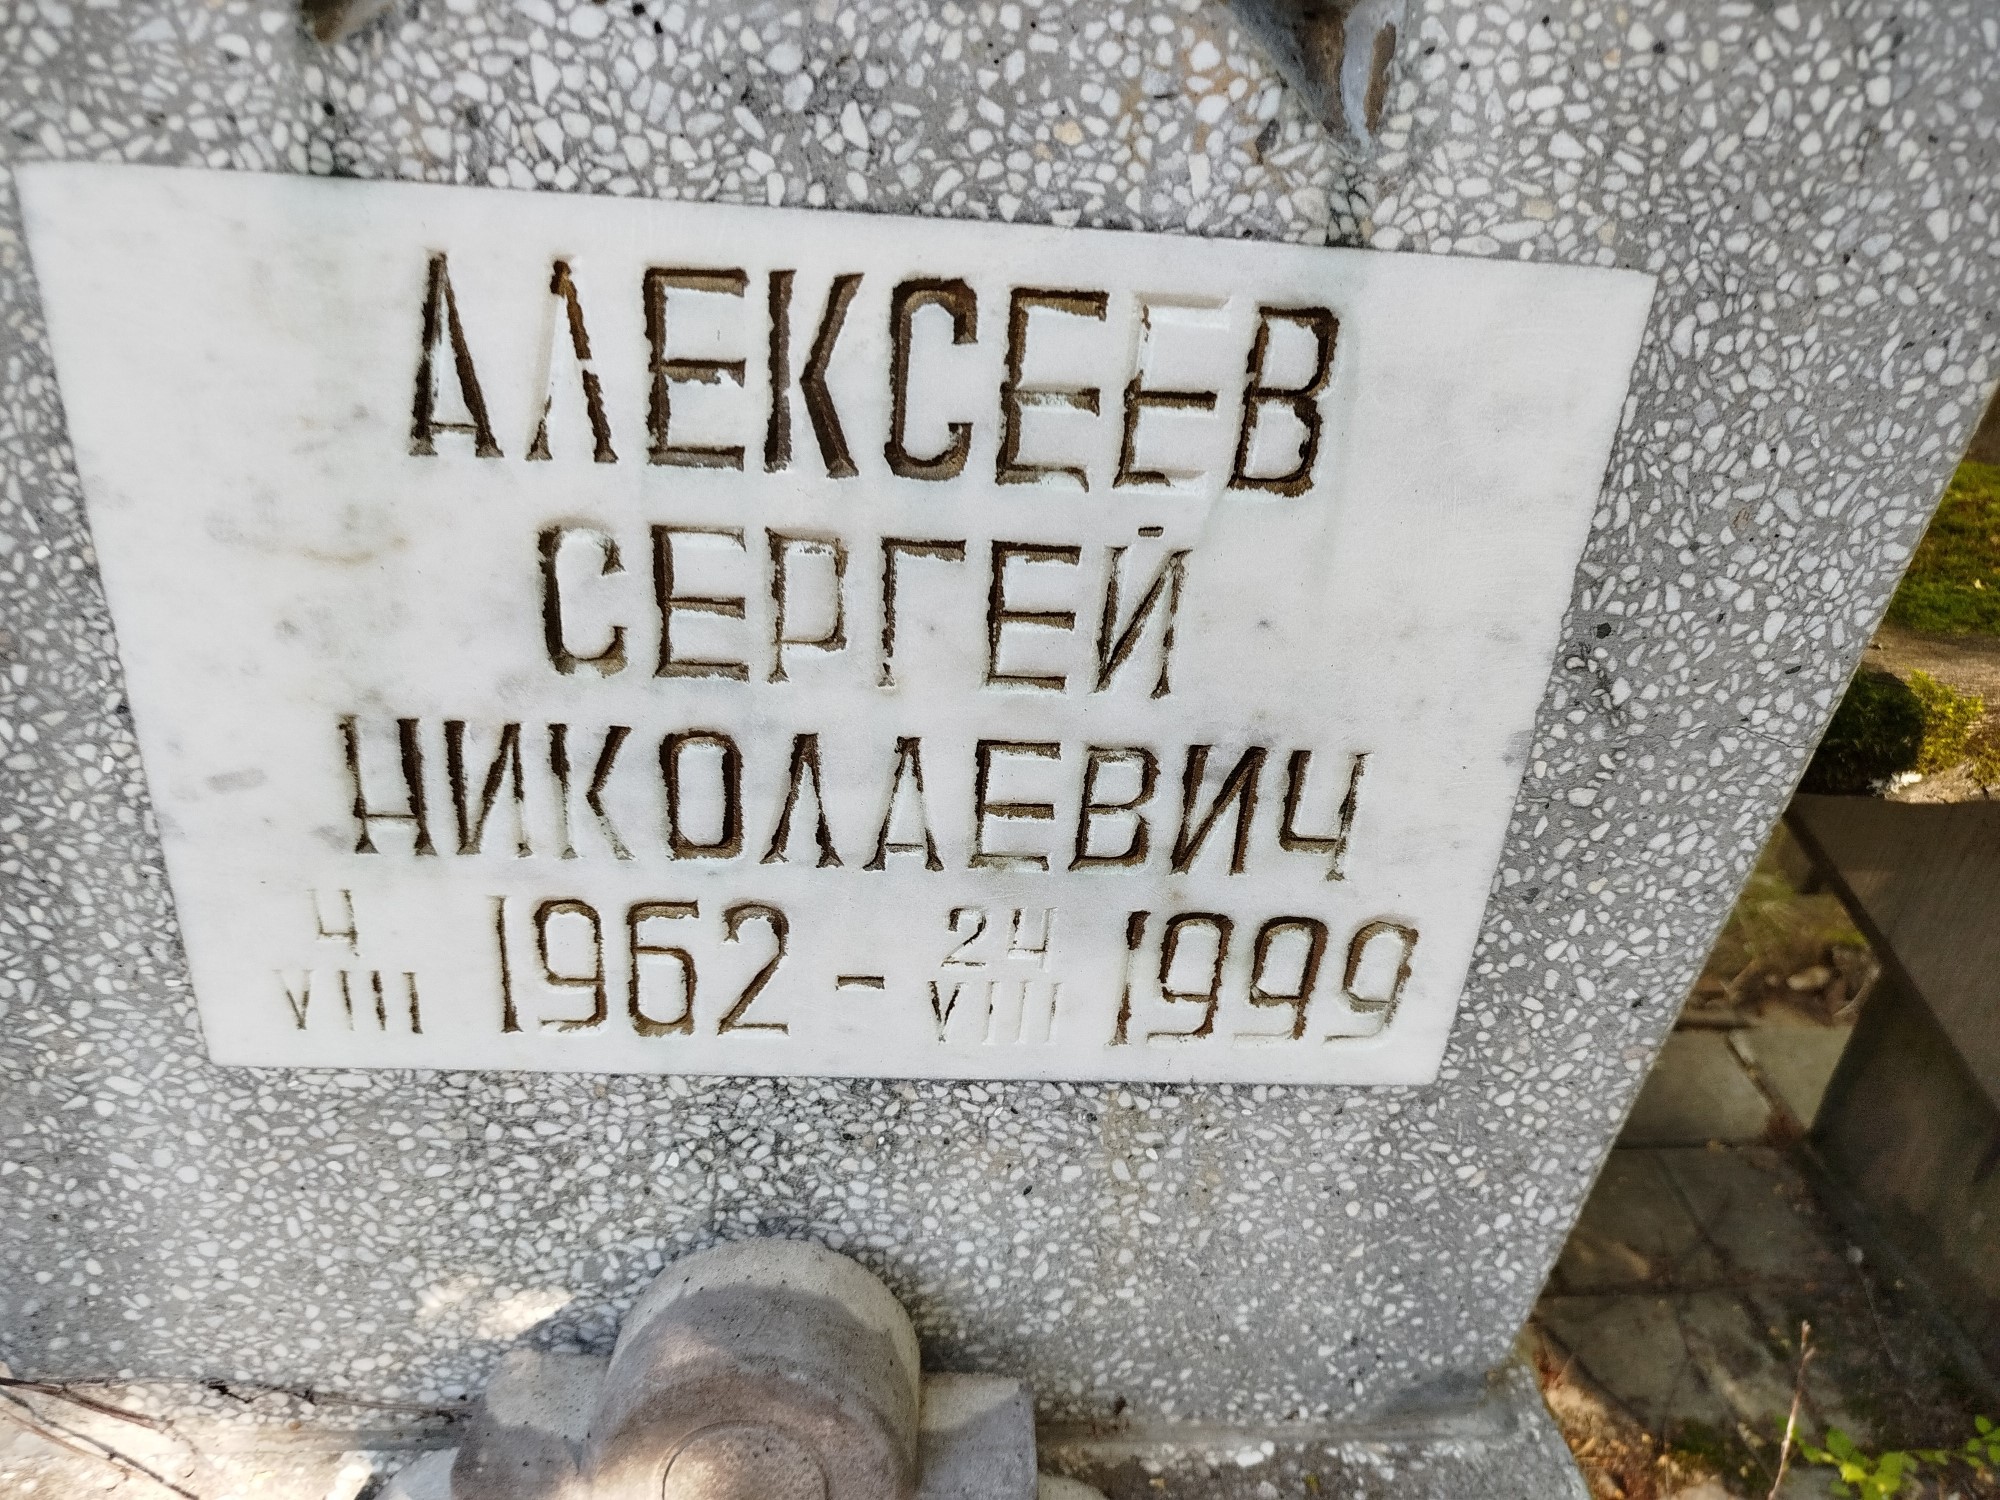 АЛЕКСЕЕВ
СЕРГЕЙ
НИКОЛАЕВИЧ
4 VIII 1962 - 24 VIII 1999